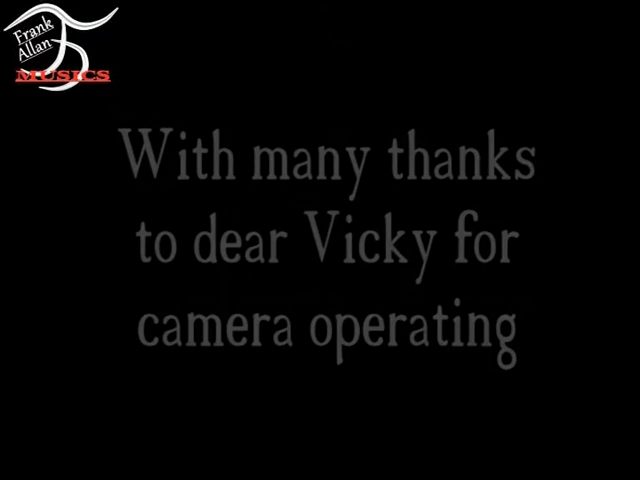 Frank
Allan
MUSICS
With many thanks
to dear Vicky for
camera operating